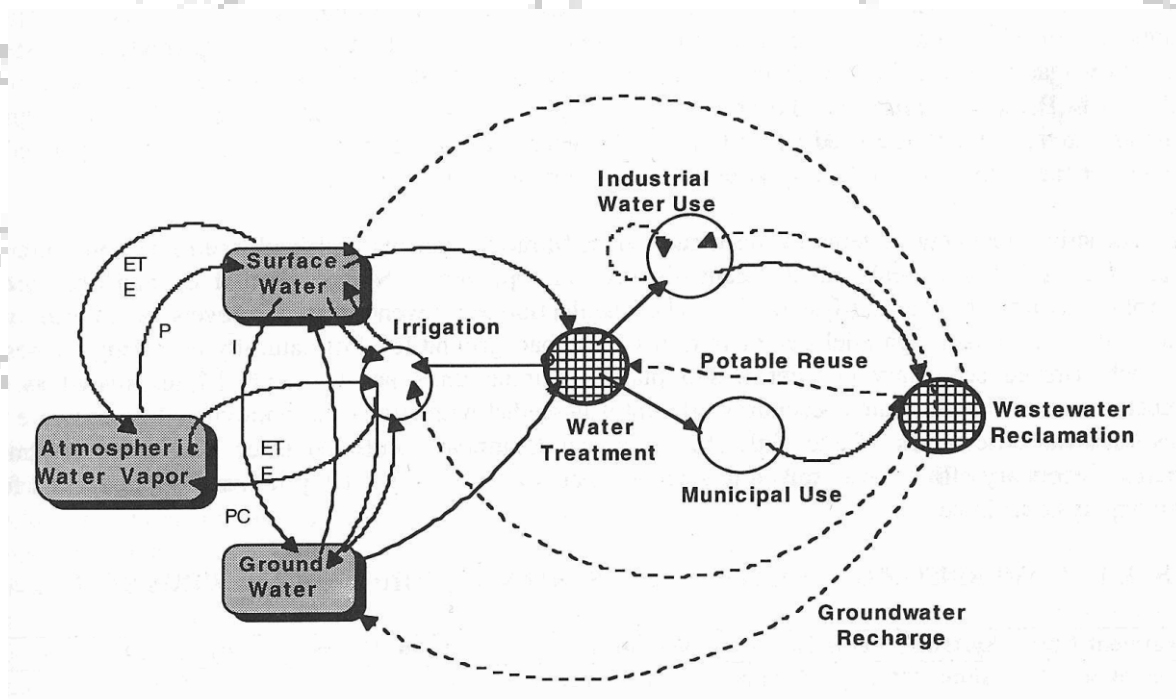 Industrial
Water Use
ET
E
Surface
Water
P
Irrigation
Potable Reuse
Wastewater
Reclamation
Water
Treatment
Atmospheric
Water Vapor
ET
E
Municipal Use
PC
Ground
Water
Groundwater
Recharge